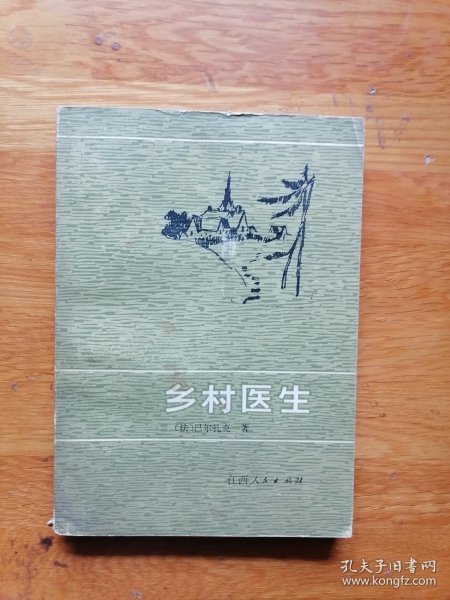 乡村医生
〔法〕巴尔扎克 著
江西人民出版社
孔夫子旧书网
www.kongfz.com